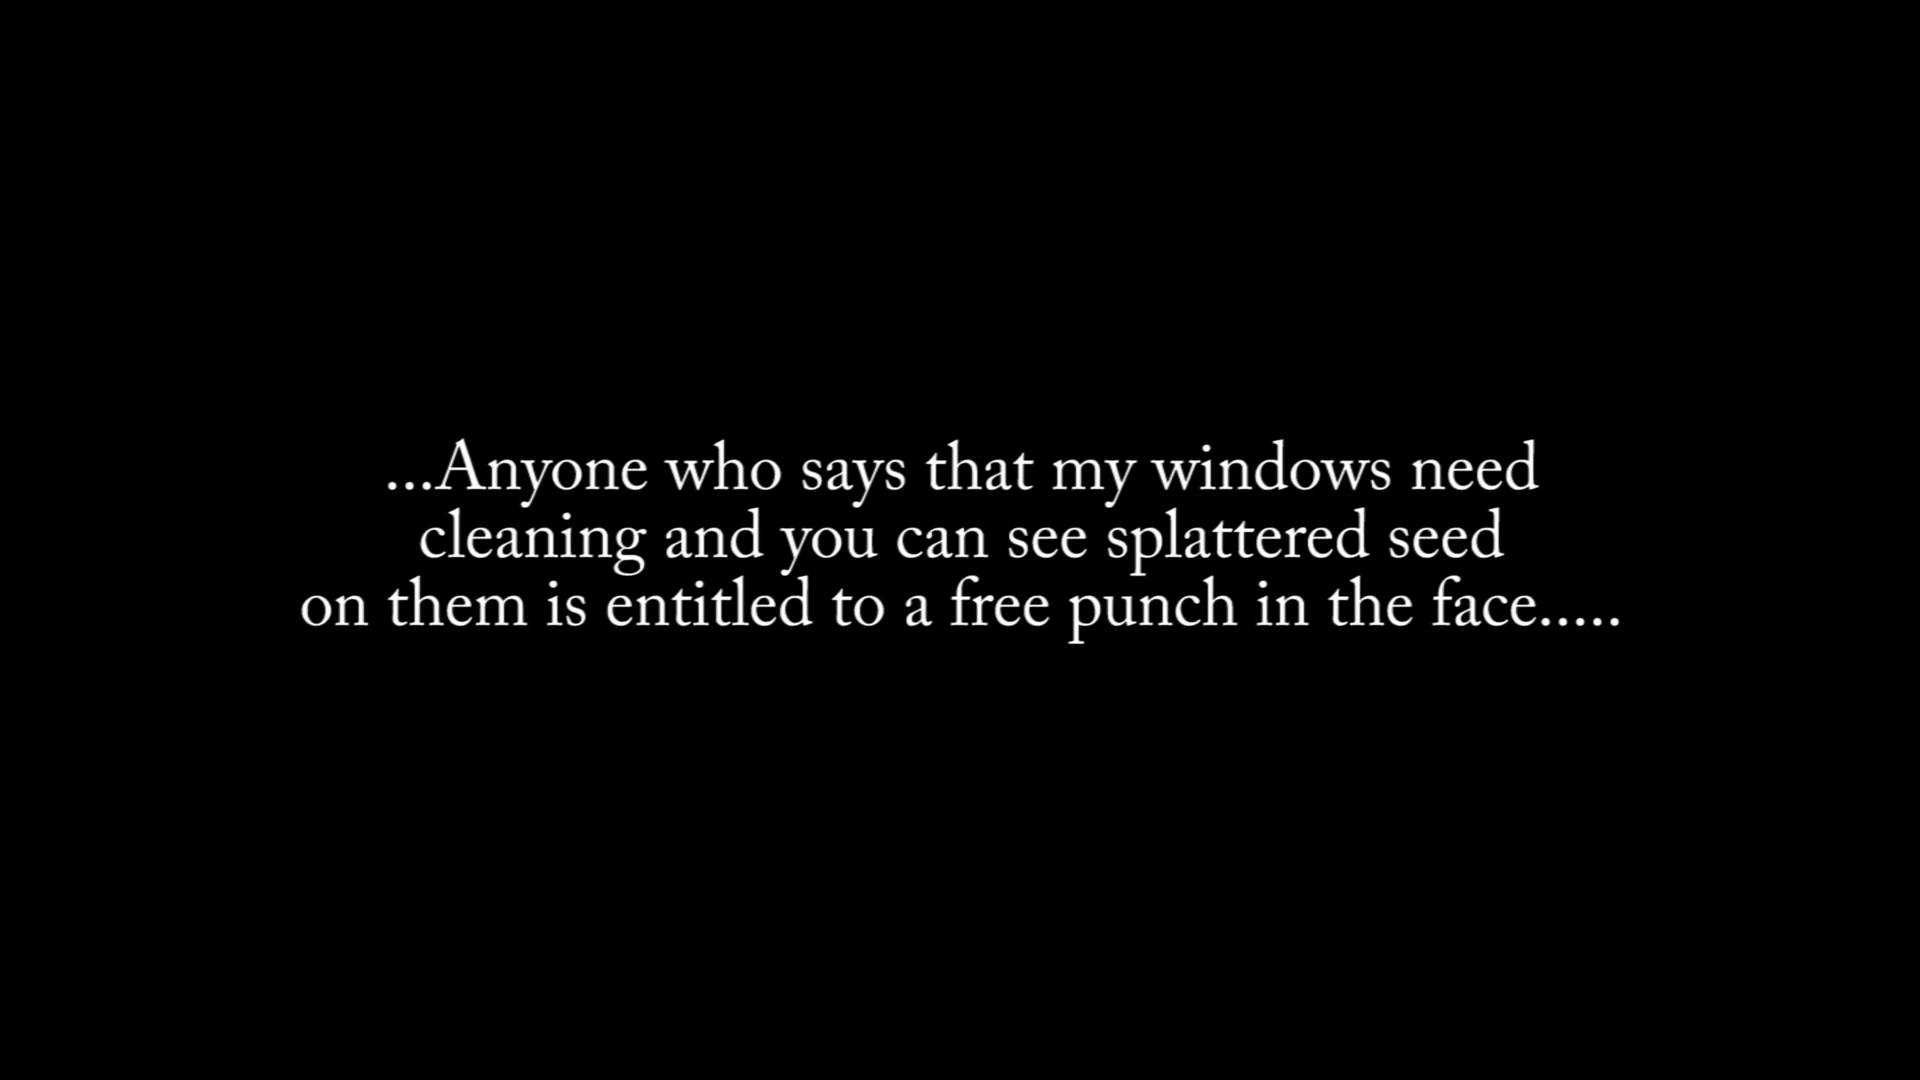 ...Anyone who says that my windows need
cleaning and you can see splattered seed
on them is entitled to a free punch in the face.....